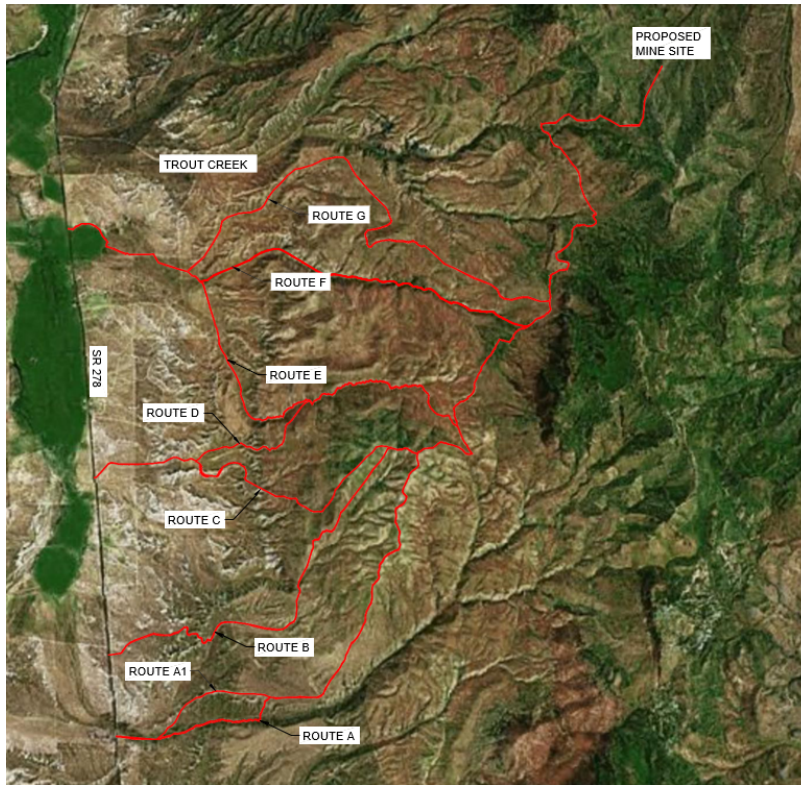 PROPOSED
MINE SITE
TROUT CREEK
ROUTE G
ROUTE F
SR 278
ROUTE E
ROUTE D
ROUTE C
ROUTE B
ROUTE A1
ROUTE A